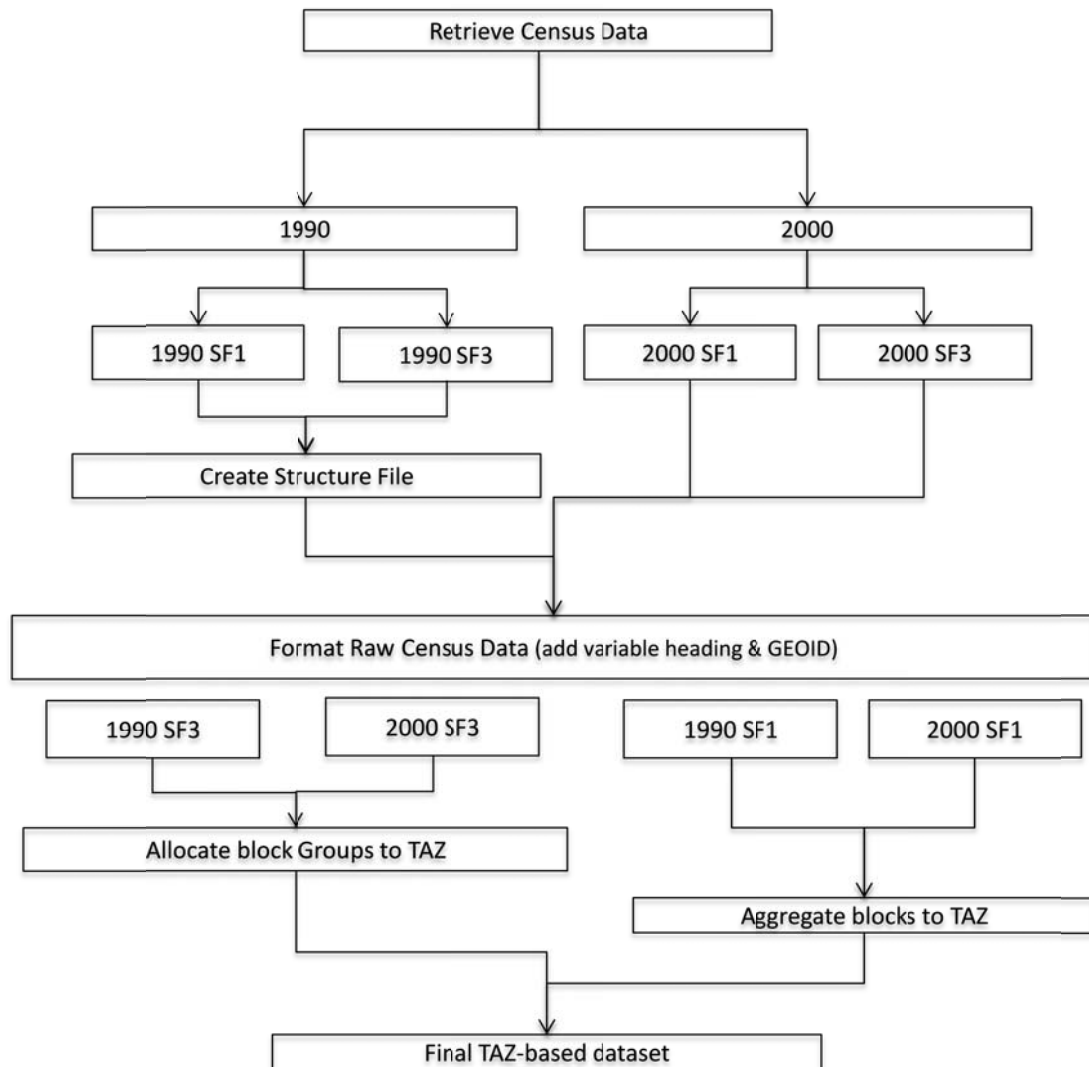 Retrieve Census Data
1990
2000
1990 SF1
1990 SF3
2000 SF1
2000 SF3
Create Structure File
Format Raw Census Data (add variable heading & GEOID)
1990 SF3
2000 SF3
1990 SF1
2000 SF1
Allocate block Groups to TAZ
Aggregate blocks to TAZ
Final TAZ-based dataset